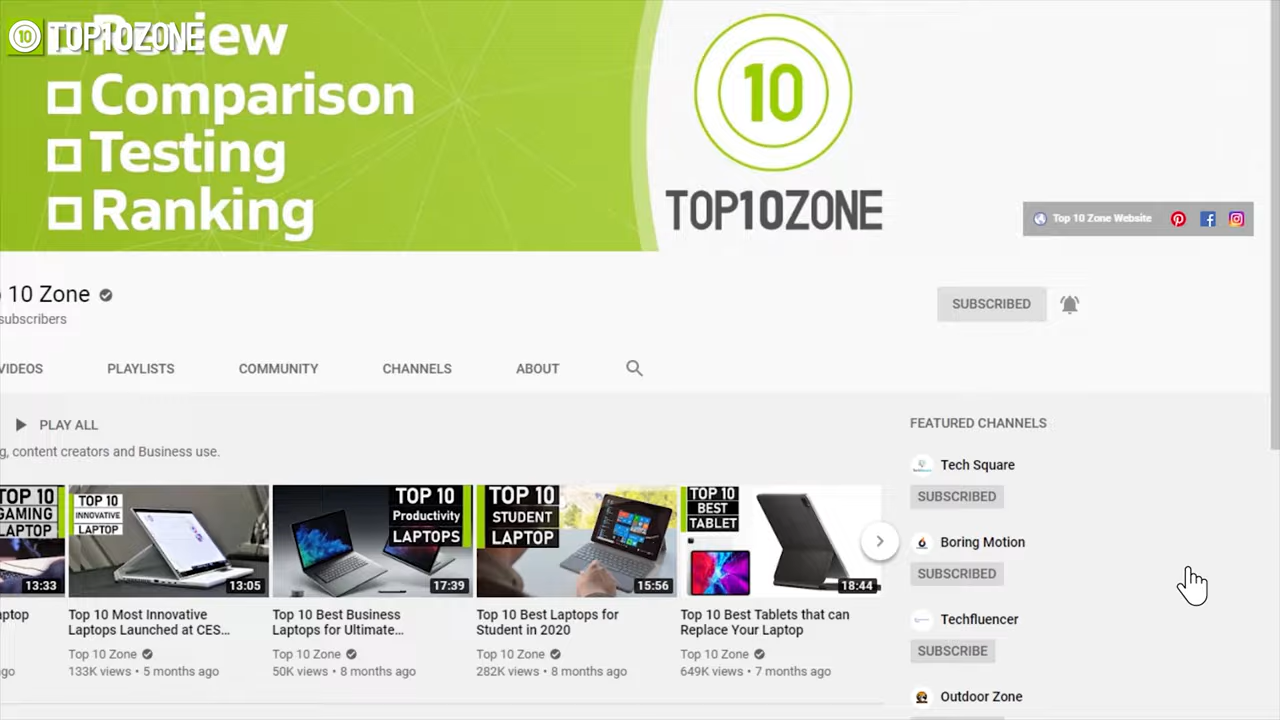 Review
TOP10ZONE
Comparison
Testing
Ranking
10
TOP10ZONE
Top 10 Zone Website
10 Zone
subscribers
SUBSCRIBED
VIDEOS
PLAYLISTS
COMMUNITY
CHANNELS
ABOUT
PLAY ALL
g, content creators and Business use.
TOP 10
GAMING
LAPTOP
13:33
TOP 10
INNOVATIVE
LAPTOP
13:05
TOP 10
Productivity
LAPTOPS
17:39
TOP 10
STUDENT
LAPTOP
15:56
TOP 10
BEST
TABLET
18:44
aptop
go
Top 10 Most Innovative
Laptops Launched at CES...
Top 10 Zone
133K views • 5 months ago
Top 10 Best Business
Laptops for Ultimate...
Top 10 Zone
50K views • 8 months ago
Top 10 Best Laptops for
Student in 2020
Top 10 Zone
282K views • 8 months ago
Top 10 Best Tablets that can
Replace Your Laptop
Top 10 Zone
649K views • 7 months ago
FEATURED CHANNELS
Tech Square
SUBSCRIBED
Boring Motion
SUBSCRIBED
Techfluencer
SUBSCRIBE
Outdoor Zone